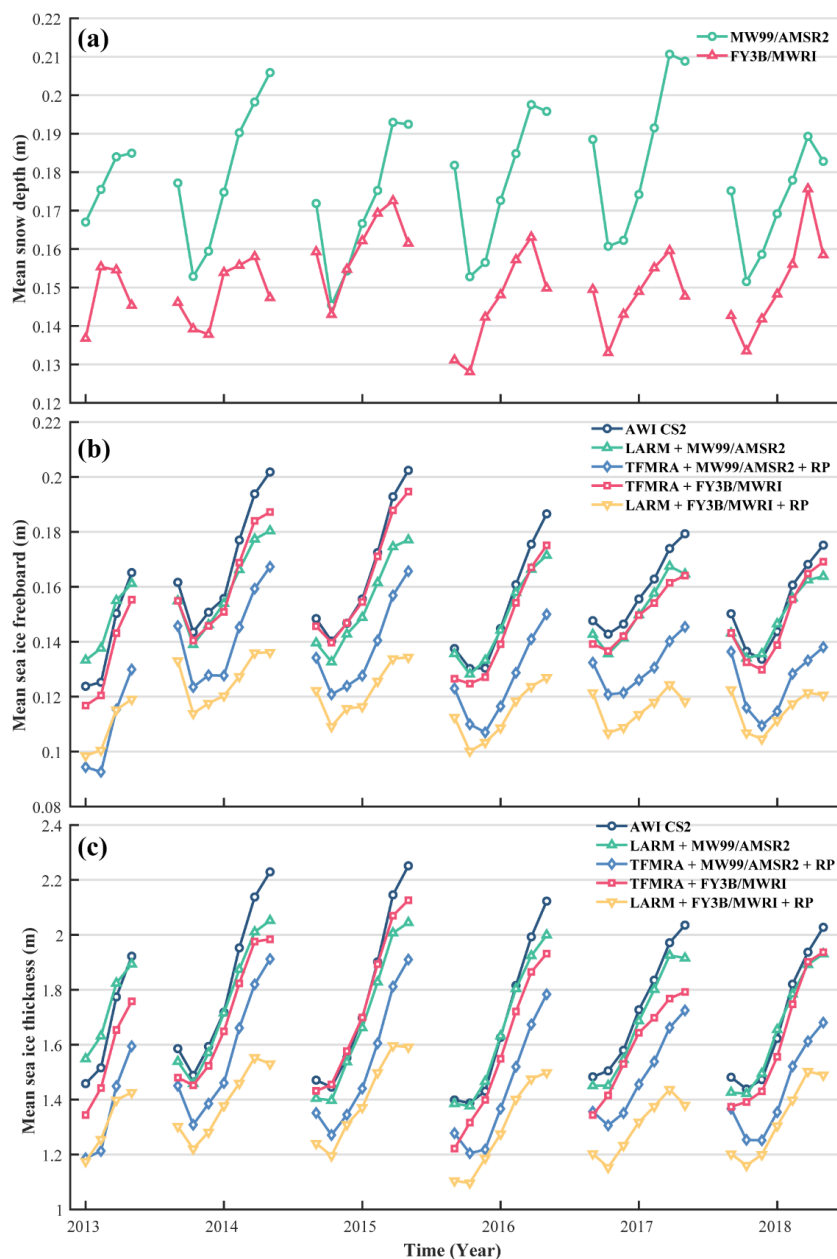 (a)
MW99/AMSR2
FY3B/MWRI
Mean snow depth (m)
0.22
0.21
0.2
0.19
0.18
0.17
0.16
0.15
0.14
0.13
0.12
(b)
AWI CS2
LARM + MW99/AMSR2
TFMRA + MW99/AMSR2 + RP
TFMRA + FY3B/MWRI
LARM + FY3B/MWRI + RP
Mean sea ice freeboard (m)
0.22
0.2
0.18
0.16
0.14
0.12
0.1
0.08
(c)
AWI CS2
LARM + MW99/AMSR2
TFMRA + MW99/AMSR2 + RP
TFMRA + FY3B/MWRI
LARM + FY3B/MWRI + RP
Mean sea ice thickness (m)
2.4
2.2
2
1.8
1.6
1.4
1.2
1
2013 2014 2015 2016 2017 2018
Time (Year)